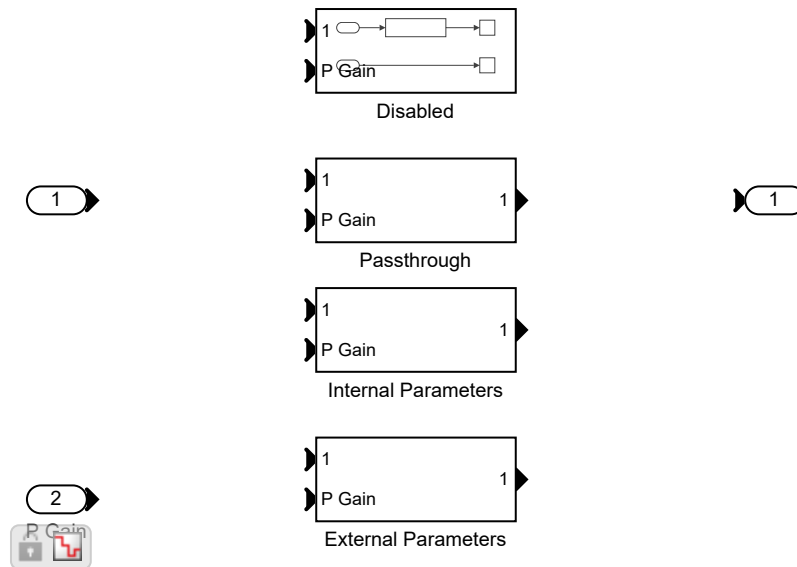 1
P Gain
Disabled
1
1
P Gain
1
Passthrough
1
1
P Gain
1
Internal Parameters
2
P Gain
1
P Gain
1
External Parameters